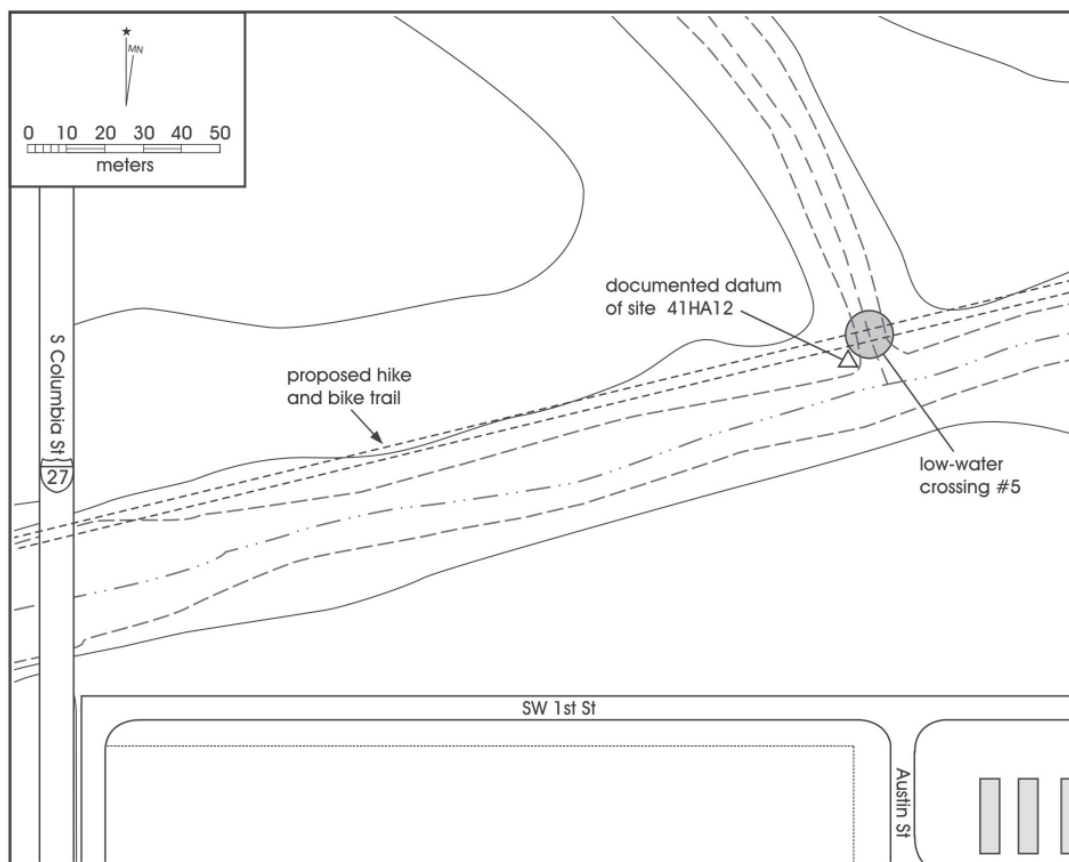 MN
0 10 20 30 40 50
meters
documented datum
of site 41HA12
S Columbia St
proposed hike
and bike trail
27
low-water
crossing #5
SW 1st St
Austin St